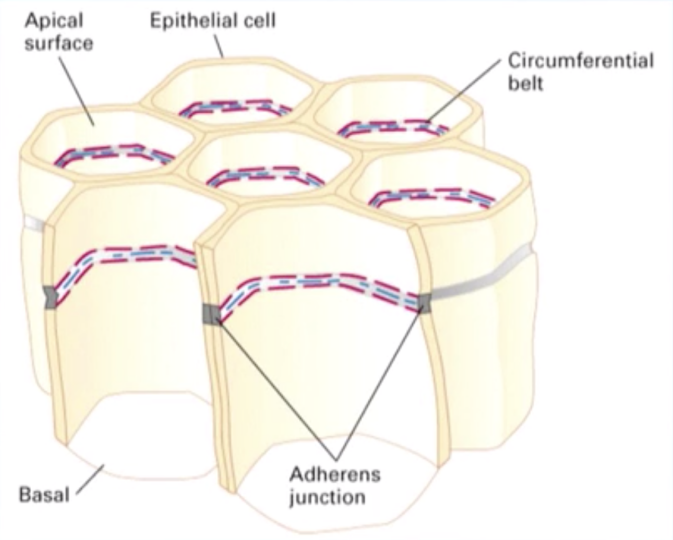 Apical
surface
Epithelial cell
Circumferential
belt
Adherens
junction
Basal